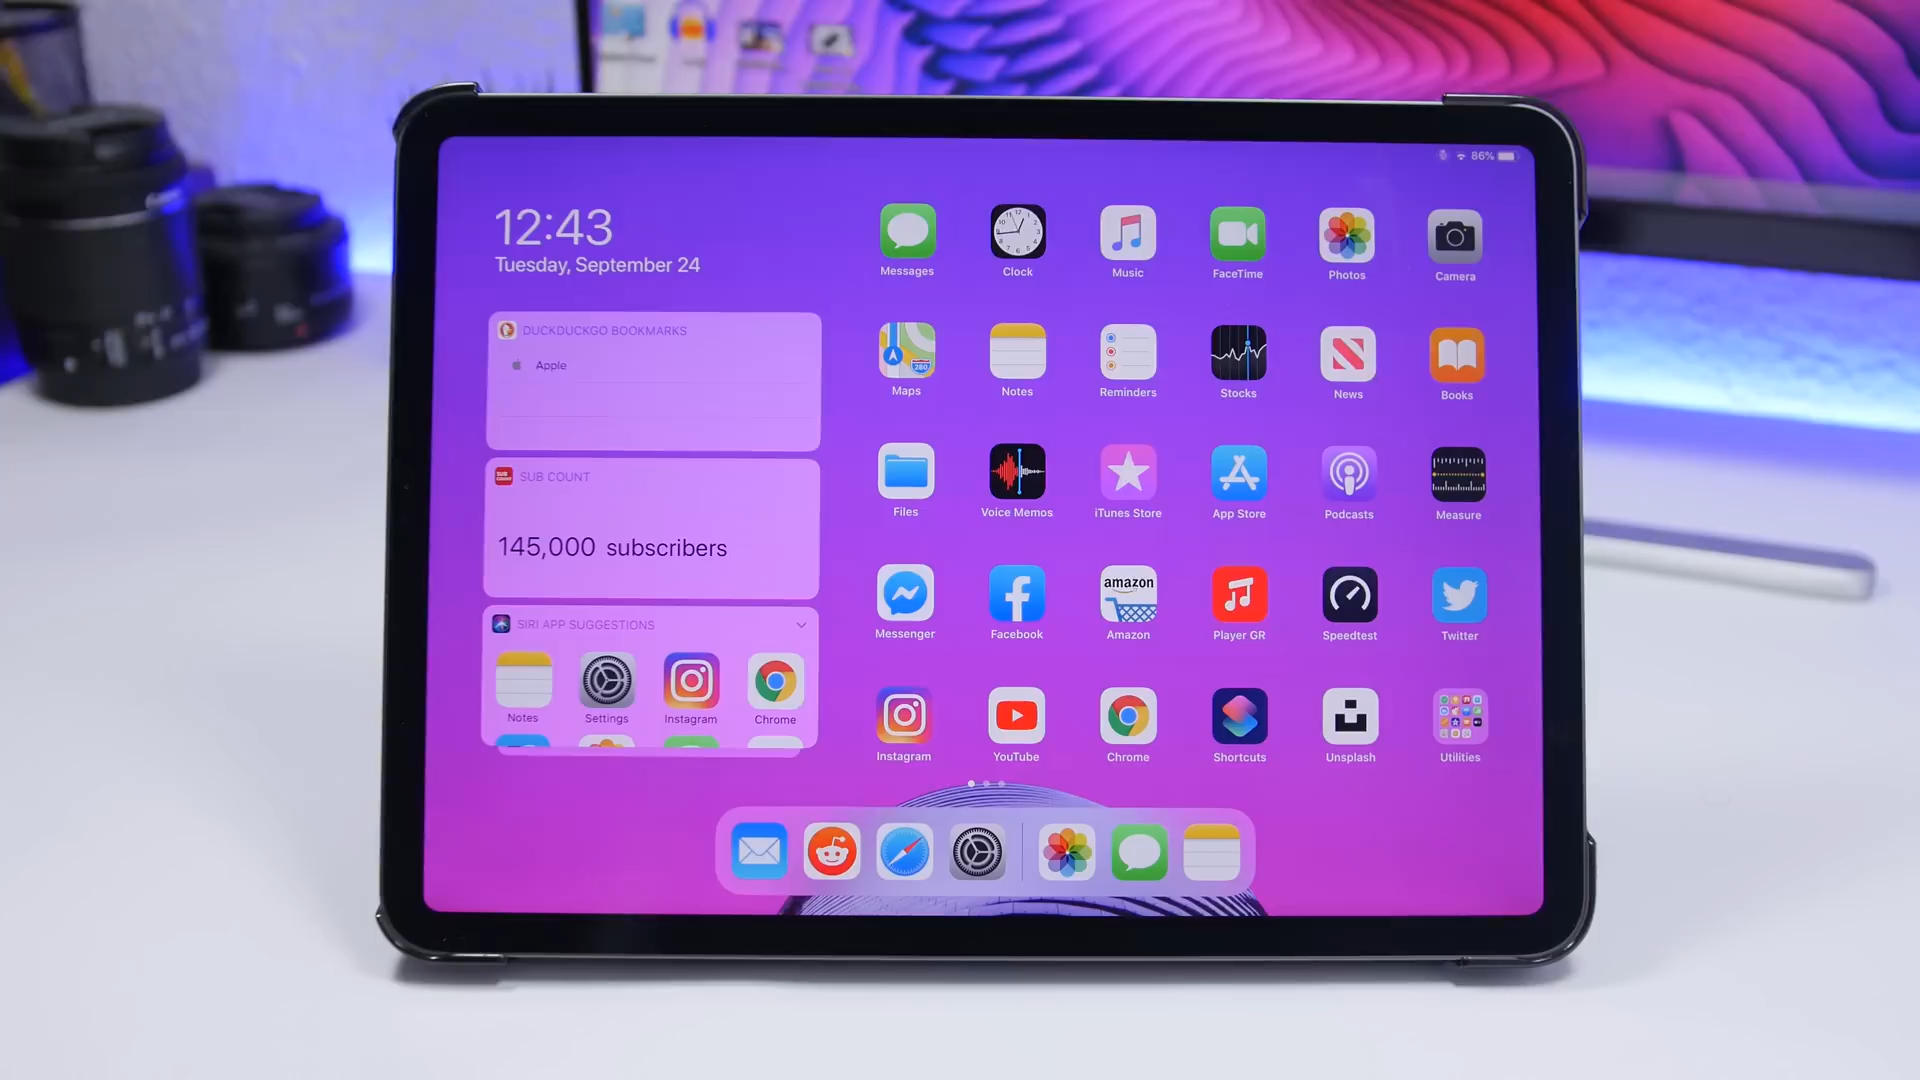 86%
12:43
Tuesday, September 24
DUCKDUCKGO BOOKMARKS
Apple
SUB COUNT
145,000 subscribers
SIRI APP SUGGESTIONS
Notes Settings Instagram Chrome
Messages Clock Music FaceTime Photos Camera
Maps Notes Reminders Stocks News Books
280
Files Voice Memos iTunes Store App Store Podcasts Measure
amazon
Messenger Facebook Amazon Player GR Speedtest Twitter
Instagram YouTube Chrome Shortcuts Unsplash Utilities